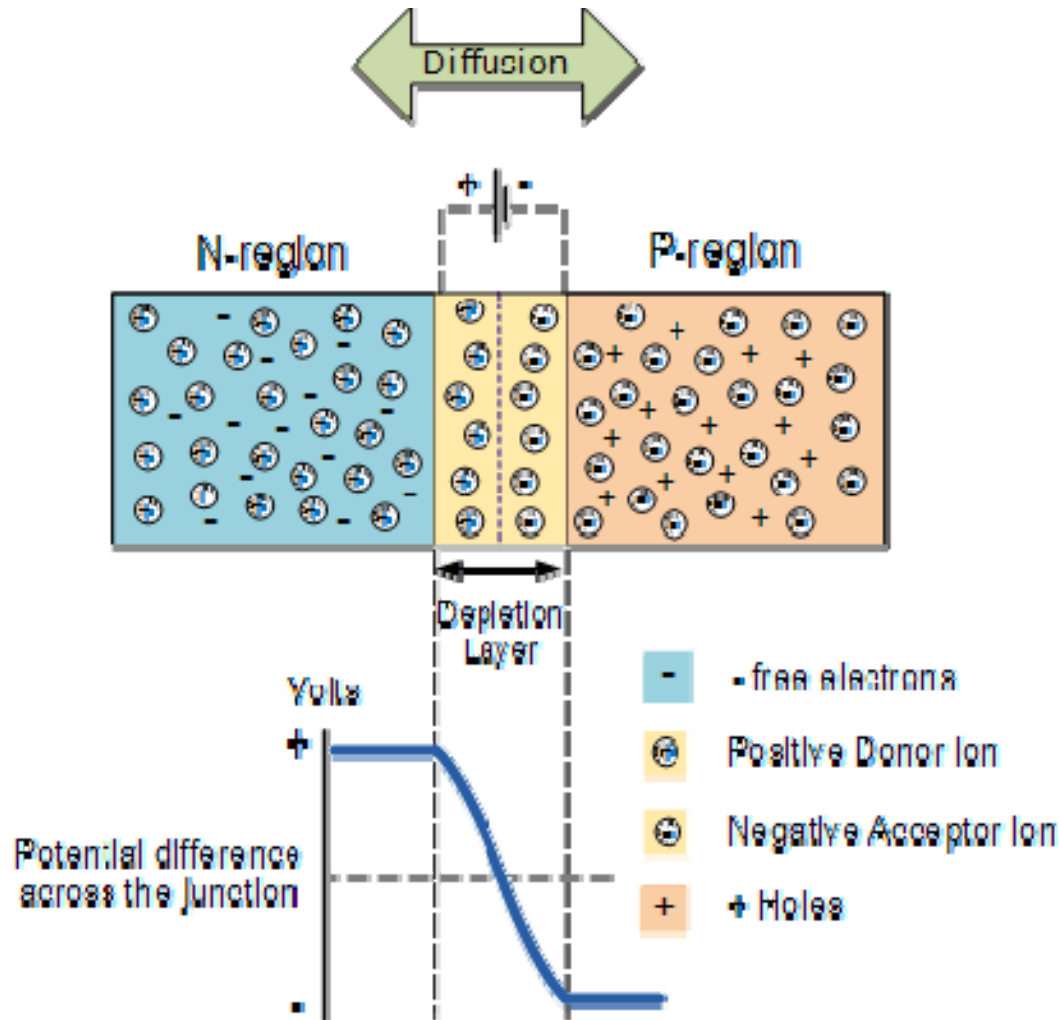 Diffusion
+ -
N-region
P-region
Depletion
Layer
Volts
+
Potential difference
across the junction
-
- -free electrons
Positive Donor Ion
Negative Acceptor Ion
+ + Holes